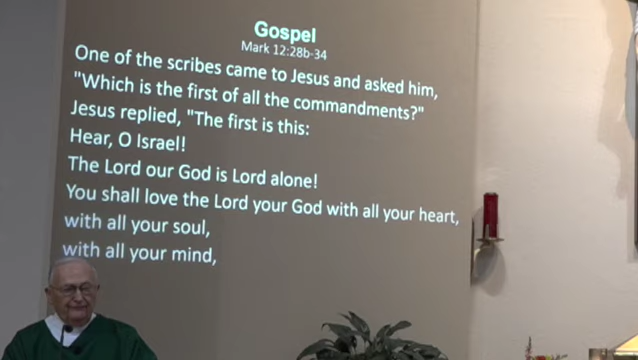 Gospel
Mark 12:28b-34
One of the scribes came to Jesus and asked him,
"Which is the first of all the commandments?"
Jesus replied, "The first is this:
Hear, O Israel!
The Lord our God is Lord alone!
You shall love the Lord your God with all your heart,
with all your soul,
with all your mind,